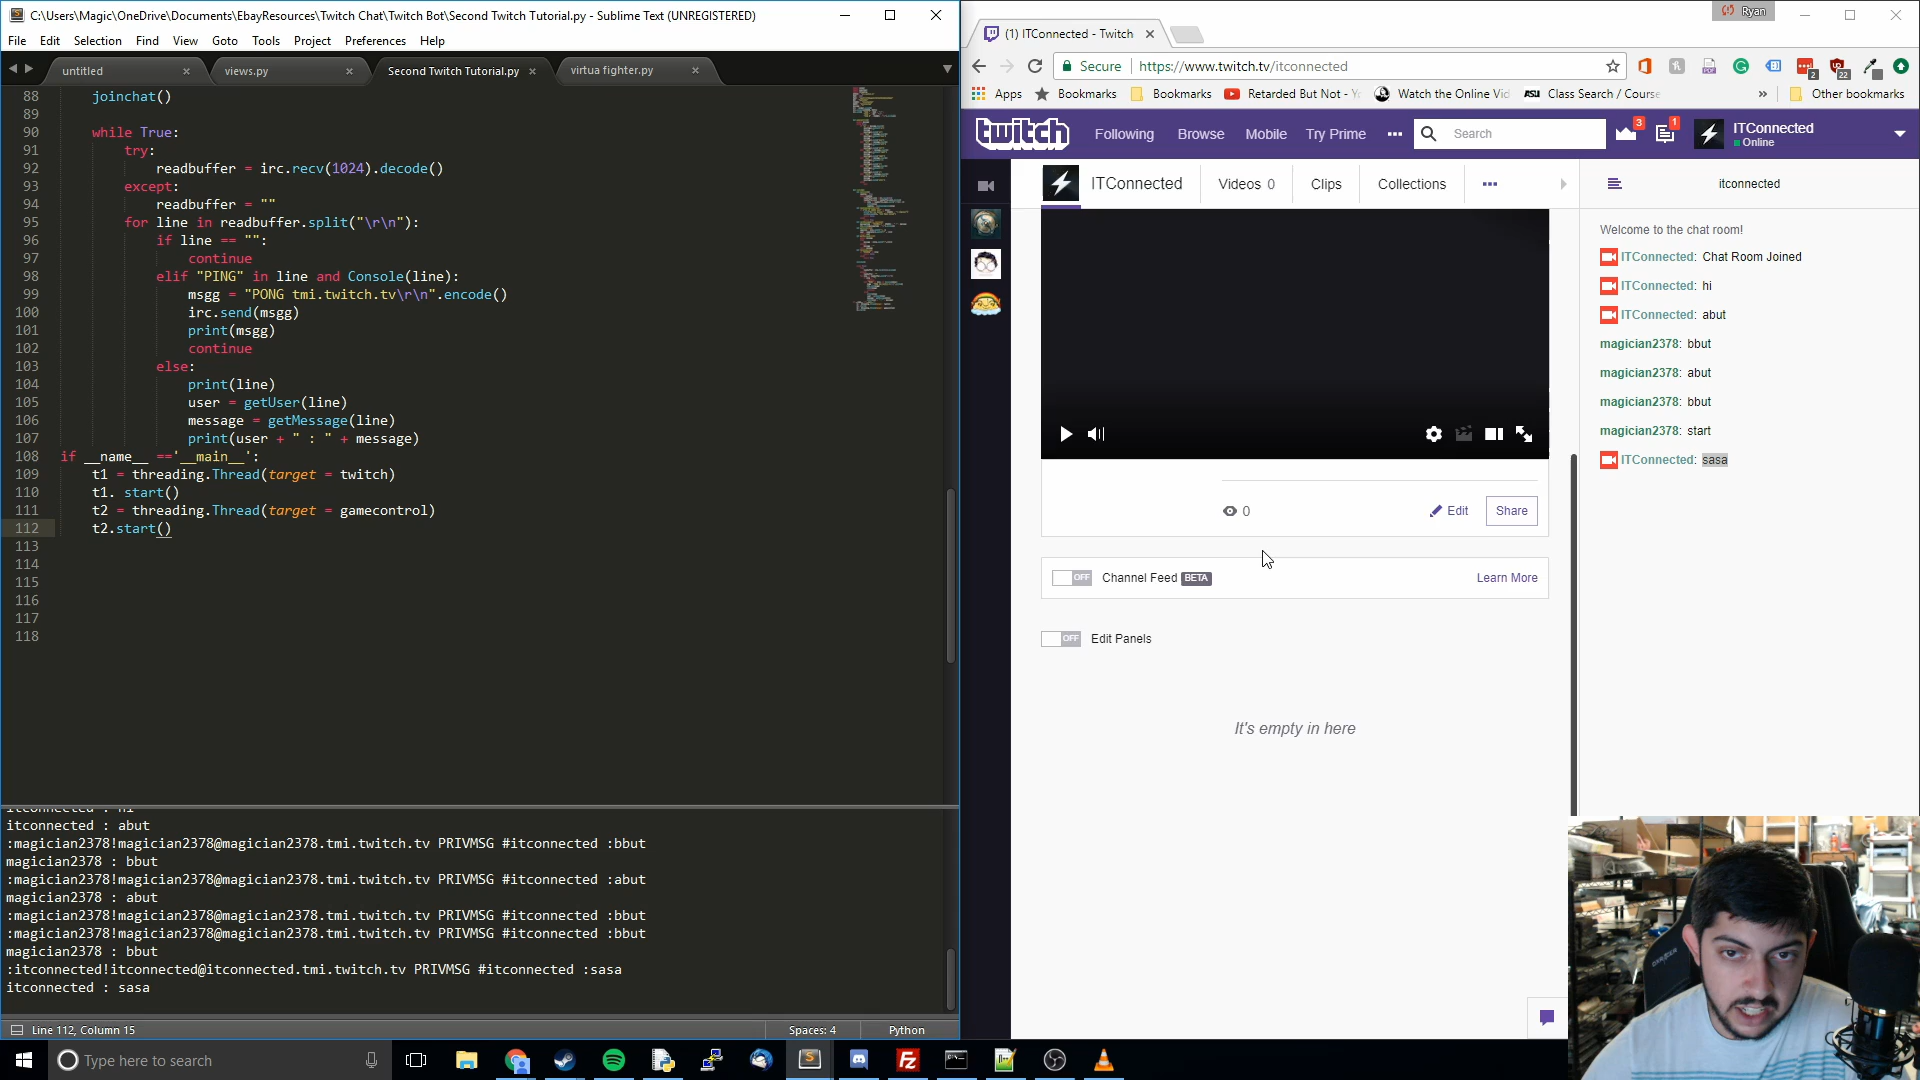 C:\Users\Magic\OneDrive\Documents\EbayResources\Twitch Chat\Twitch Bot\Second Twitch Tutorial.py - Sublime Text (UNREGISTERED)
File Edit Selection Find View Goto Tools Project Preferences Help
untitled
views.py
Second Twitch Tutorial.py
virtua fighter.py
88 joinchat()
89
90 while True:
91 try:
92 readbuffer = irc.recv(1024).decode()
93 except:
94 readbuffer = ""
95 for line in readbuffer.split("\r\n"):
96 if line == "":
97 continue
98 elif "PING" in line and Console(line):
99 msgg = "PONG tmi.twitch.tv\r\n".encode()
100 irc.send(msgg)
101 print(msgg)
102 continue
103 else:
104 print(line)
105 user = getUser(line)
106 message = getMessage(line)
107 print(user + " : " + message)
108 if __name__ =='__main__':
109 t1 = threading.Thread(target = twitch)
110 t1. start()
111 t2 = threading.Thread(target = gamecontrol)
112 t2.start()
113
114
115
116
117
118
itconnected : hi
itconnected : abut
:magician2378!magician2378@magician2378.tmi.twitch.tv PRIVMSG #itconnected :bbut
magician2378 : bbut
:magician2378!magician2378@magician2378.tmi.twitch.tv PRIVMSG #itconnected :abut
magician2378 : abut
:magician2378!magician2378@magician2378.tmi.twitch.tv PRIVMSG #itconnected :bbut
:magician2378!magician2378@magician2378.tmi.twitch.tv PRIVMSG #itconnected :bbut
magician2378 : bbut
:itconnected!itconnected@itconnected.tmi.twitch.tv PRIVMSG #itconnected :sasa
itconnected : sasa
Line 112, Column 15
Spaces: 4
Python
Type here to search
Ryan
(1) ITConnected - Twitch
Secure https://www.twitch.tv/itconnected
2
22
Apps Bookmarks Bookmarks Retarded But Not - Watch the Online Vid ASU Class Search / Course » Other bookmarks
twitch Following Browse Mobile Try Prime Search 3 1 ITConnected
Online
ITConnected Videos 0 Clips Collections
0
Edit
Share
OFF Channel Feed BETA Learn More
OFF Edit Panels
It's empty in here
itconnected
Welcome to the chat room!
ITConnected: Chat Room Joined
ITConnected: hi
ITConnected: abut
magician2378: bbut
magician2378: abut
magician2378: bbut
magician2378: start
ITConnected: sasa